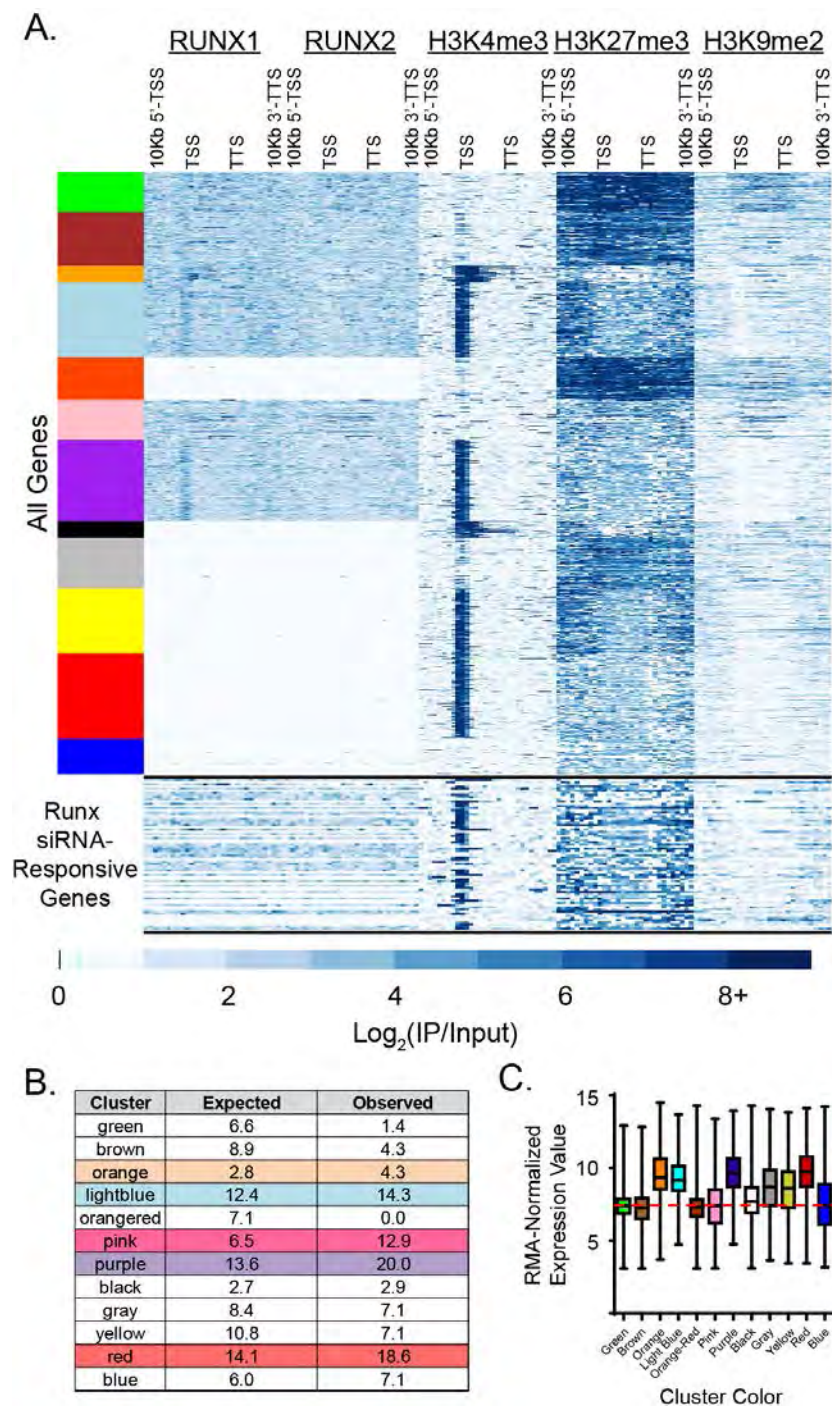 A.
RUNX1 RUNX2 H3K4me3 H3K27me3 H3K9me2
10Kb 5'-TSS TSS TTS 10Kb 3'-TTS 10Kb 5'-TSS TSS TTS 10Kb 3'-TTS 10Kb 5'-TSS TSS TTS 10Kb 3'-TTS 10Kb 5'-TSS TSS TTS 10Kb 3'-TSS 10Kb 5'-TSS TSS TTS 10Kb 3'-TTS
All Genes
Runx
siRNA-
Responsive
Genes
0 2 4 6 8+
Log2(IP/Input)
B.
Cluster Expected Observed
green 6.6 1.4
brown 8.9 4.3
orange 2.8 4.3
lightblue 12.4 14.3
orangered 7.1 0.0
pink 6.5 12.9
purple 13.6 20.0
black 2.7 2.9
gray 8.4 7.1
yellow 10.8 7.1
red 14.1 18.6
blue 6.0 7.1
C.
RMA-Normalized
Expression Value
15
10
5
Green Brown Orange Light Blue Orange-Red Pink Purple Black Gray Yellow Red Blue
Cluster Color